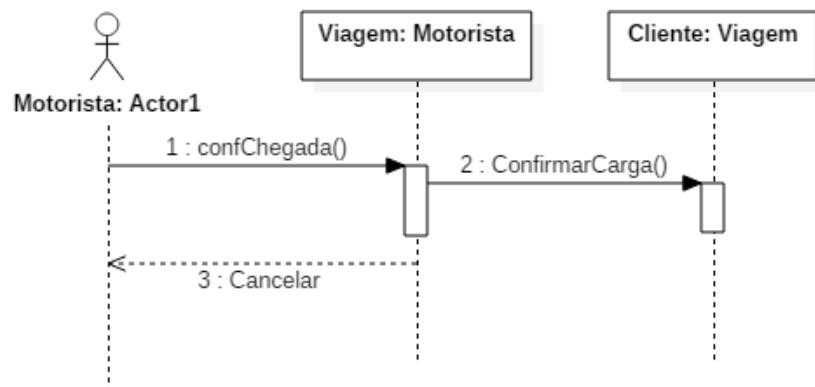 Viagem: Motorista
Cliente: Viagem
Motorista: Actor1
1 : confChegada()
2 : ConfirmarCarga()
3 : Cancelar